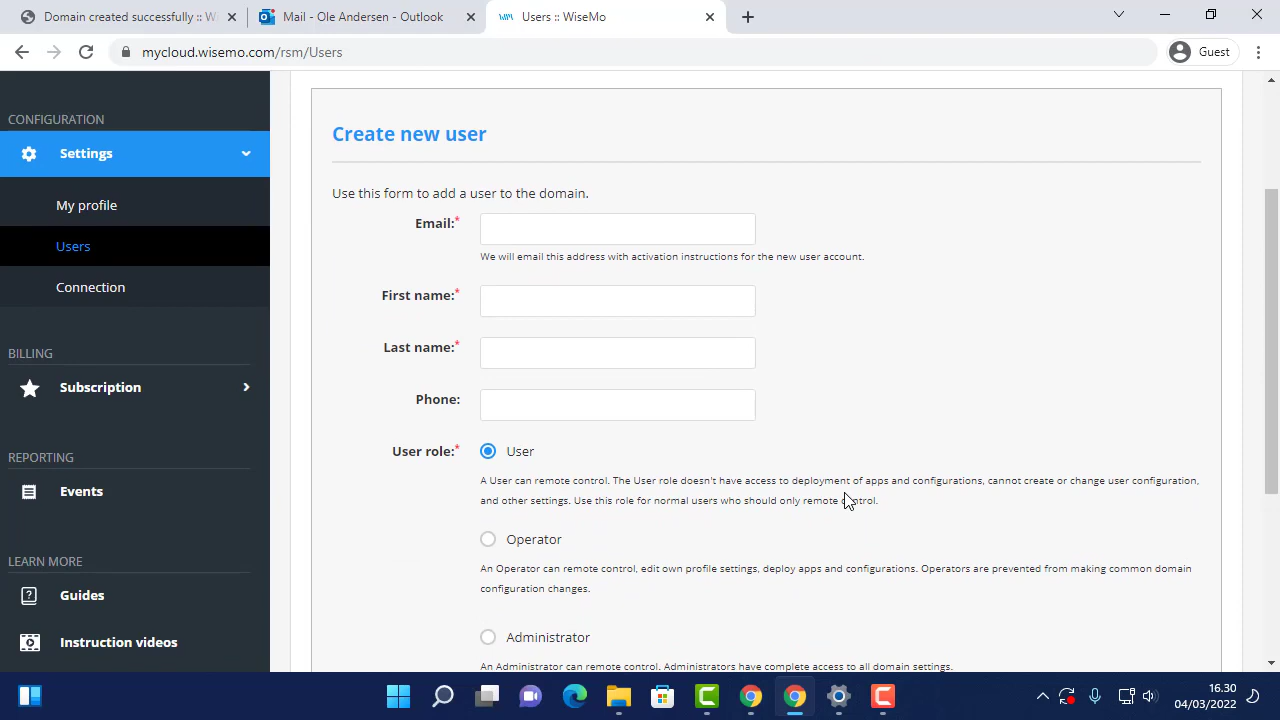 Domain created successfully :: W
Mail - Ole Andersen - Outlook
Users :: WiseMo
mycloud.wisemo.com/rsm/Users
Guest
CONFIGURATION
Settings
My profile
Users
Connection
BILLING
Subscription
REPORTING
Events
LEARN MORE
Guides
Instruction videos
Create new user
Use this form to add a user to the domain.
Email:*
We will email this address with activation instructions for the new user account.
First name:*
Last name:*
Phone:
User role:* User
A User can remote control. The User role doesn't have access to deployment of apps and configurations, cannot create or change user configuration,
and other settings. Use this role for normal users who should only remote control.
Operator
An Operator can remote control, edit own profile settings, deploy apps and configurations. Operators are prevented from making common domain
configuration changes.
Administrator
An Administrator can remote control. Administrators have complete access to all domain settings.
16.30
04/03/2022